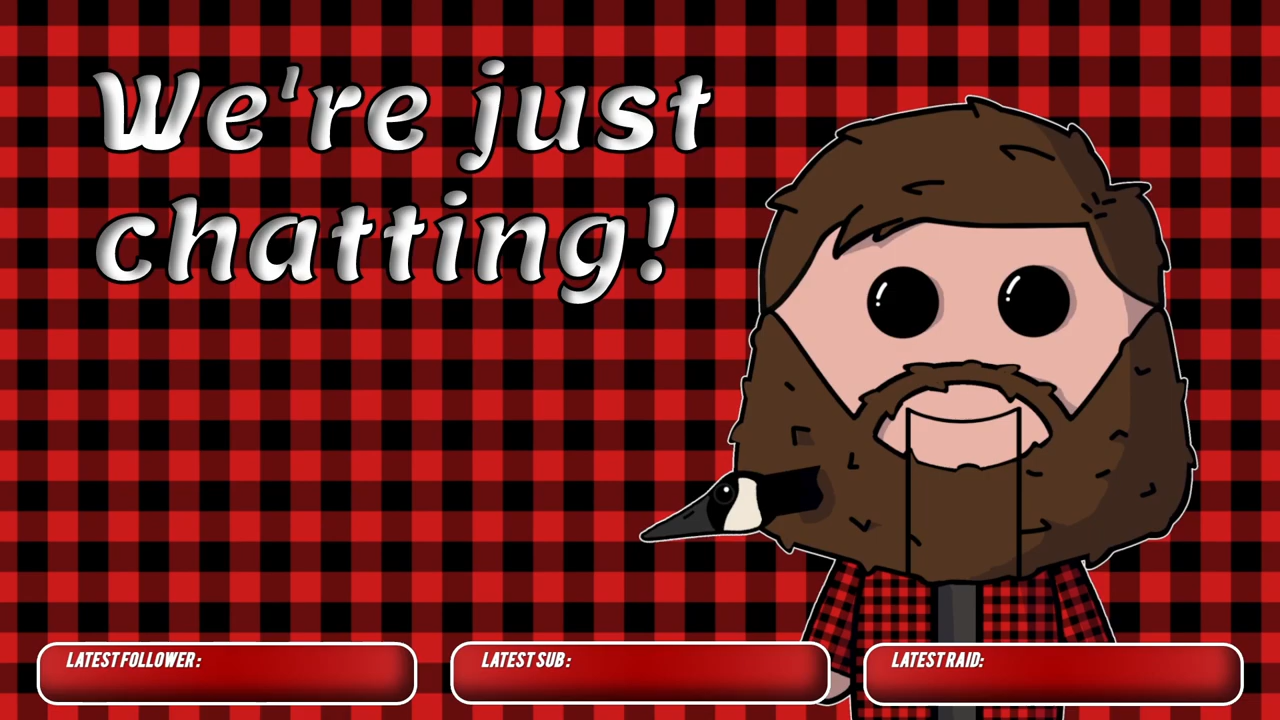 We're just
chatting!
LATEST FOLLOWER:
LATEST SUB:
LATEST RAID: